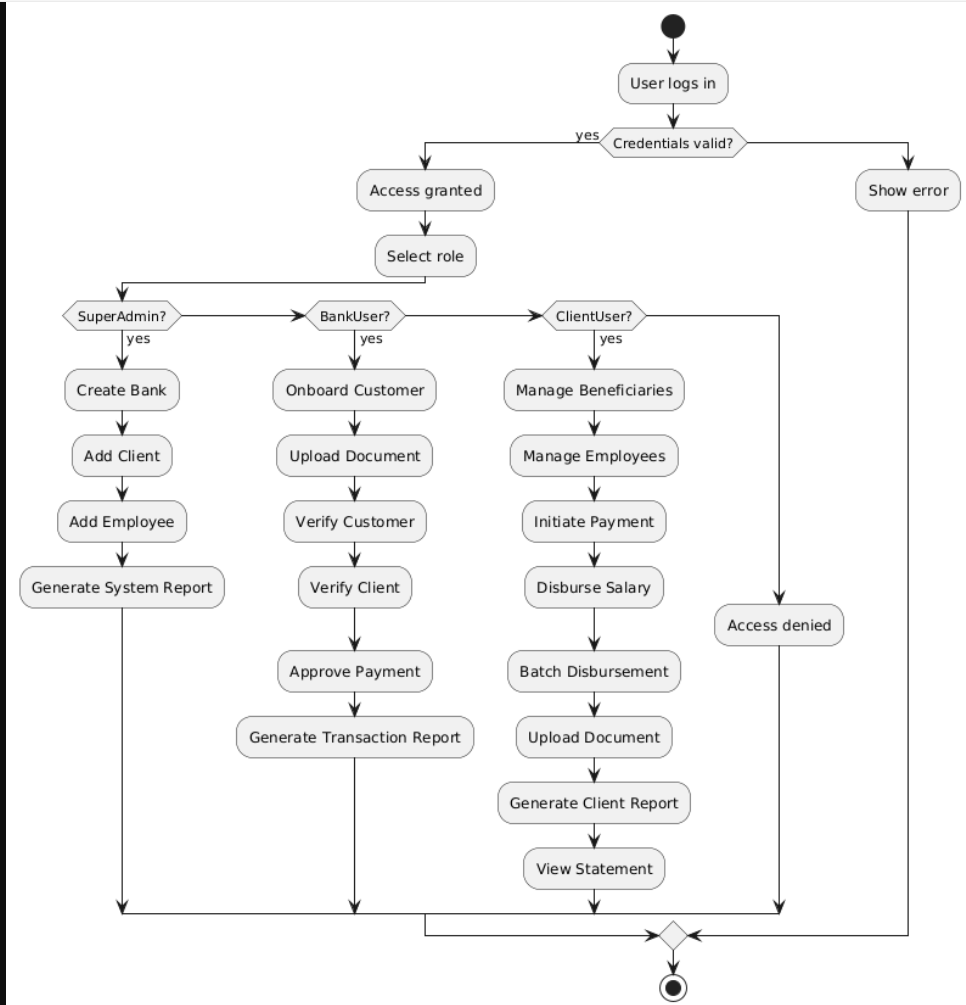 User logs in
yes
Credentials valid?
Access granted
Show error
Select role
SuperAdmin?
BankUser?
ClientUser?
yes
yes
yes
Create Bank
Onboard Customer
Manage Beneficiaries
Add Client
Upload Document
Manage Employees
Add Employee
Verify Customer
Initiate Payment
Generate System Report
Verify Client
Disburse Salary
Access denied
Approve Payment
Batch Disbursement
Generate Transaction Report
Upload Document
Generate Client Report
View Statement